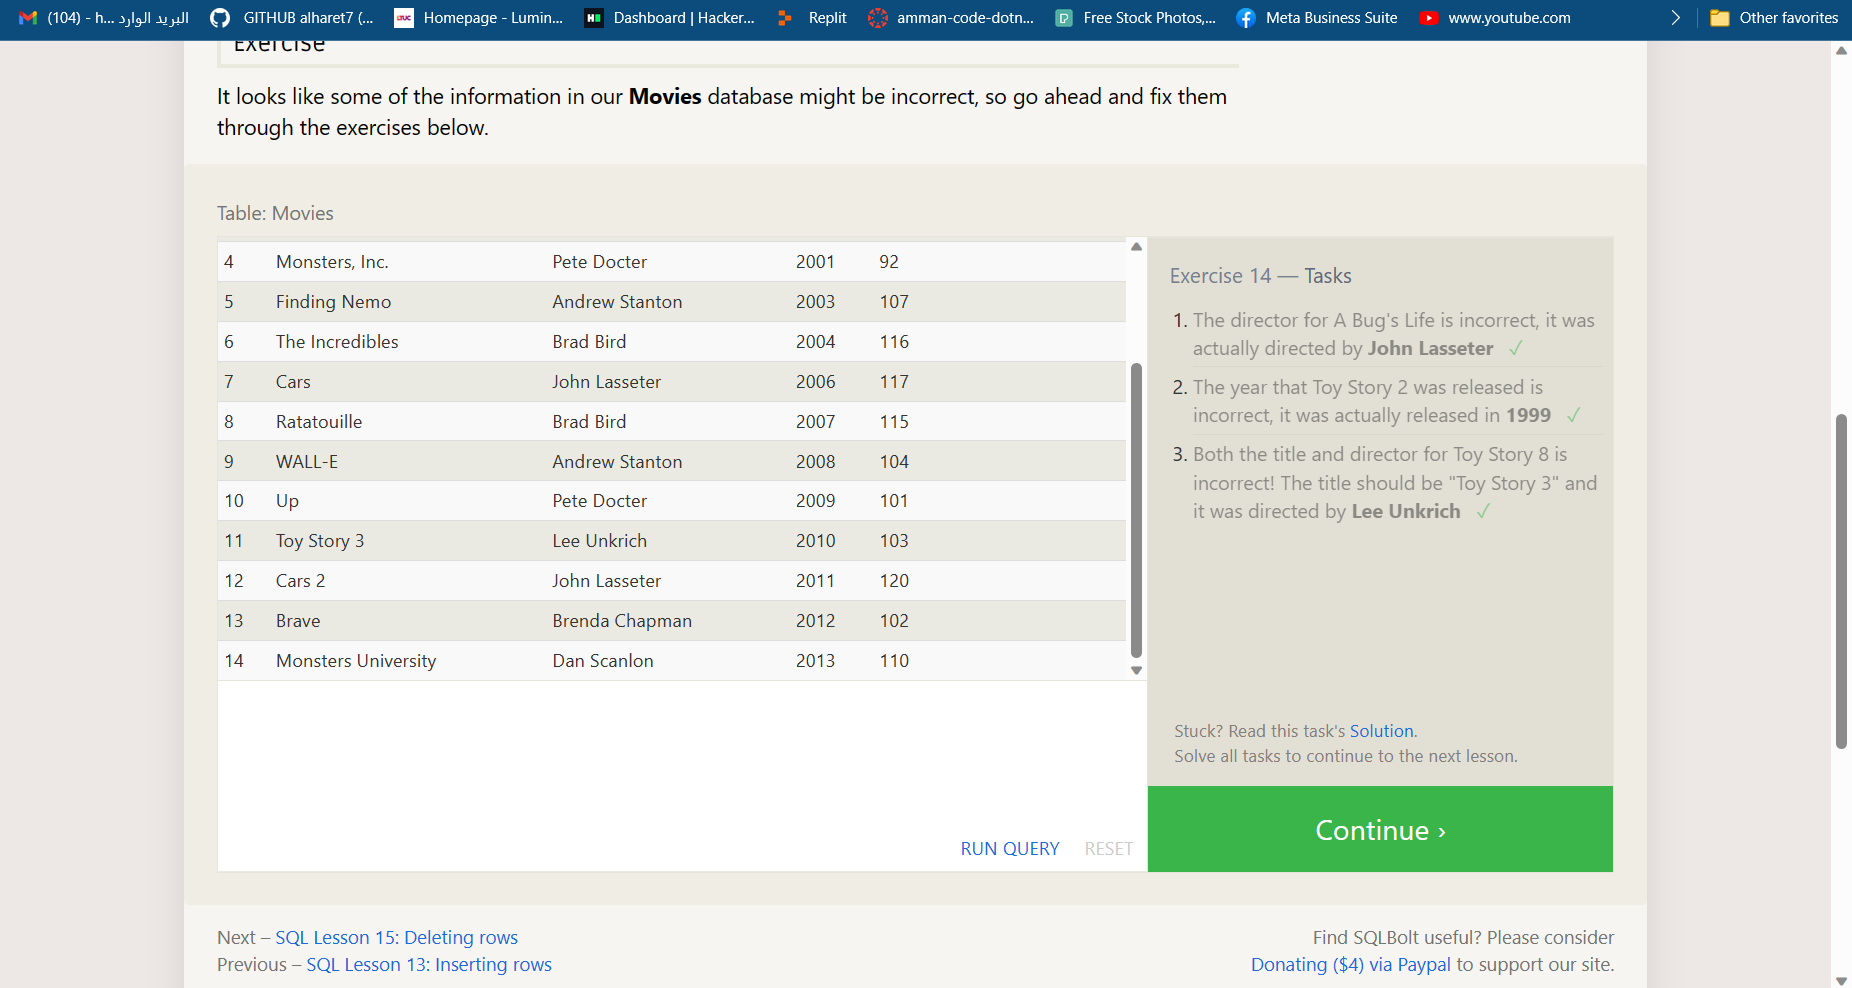 (104) - h... البريد الوارد
GITHUB alharet7 (...
LTUC
Homepage - Lumin...
Dashboard | Hacker...
Replit
amman-code-dotn...
Free Stock Photos,...
Meta Business Suite
www.youtube.com
Other favorites
Exercise
It looks like some of the information in our Movies database might be incorrect, so go ahead and fix them
through the exercises below.
Table: Movies
4 Monsters, Inc. Pete Docter 2001 92
5 Finding Nemo Andrew Stanton 2003 107
6 The Incredibles Brad Bird 2004 116
7 Cars John Lasseter 2006 117
8 Ratatouille Brad Bird 2007 115
9 WALL-E Andrew Stanton 2008 104
10 Up Pete Docter 2009 101
11 Toy Story 3 Lee Unkrich 2010 103
12 Cars 2 John Lasseter 2011 120
13 Brave Brenda Chapman 2012 102
14 Monsters University Dan Scanlon 2013 110
RUN QUERY RESET
Exercise 14 — Tasks
1. The director for A Bug's Life is incorrect, it was
actually directed by John Lasseter ✓
2. The year that Toy Story 2 was released is
incorrect, it was actually released in 1999 ✓
3. Both the title and director for Toy Story 8 is
incorrect! The title should be "Toy Story 3" and
it was directed by Lee Unkrich ✓
Stuck? Read this task's Solution.
Solve all tasks to continue to the next lesson.
Continue ›
Next – SQL Lesson 15: Deleting rows
Previous – SQL Lesson 13: Inserting rows
Find SQLBolt useful? Please consider
Donating ($4) via Paypal to support our site.